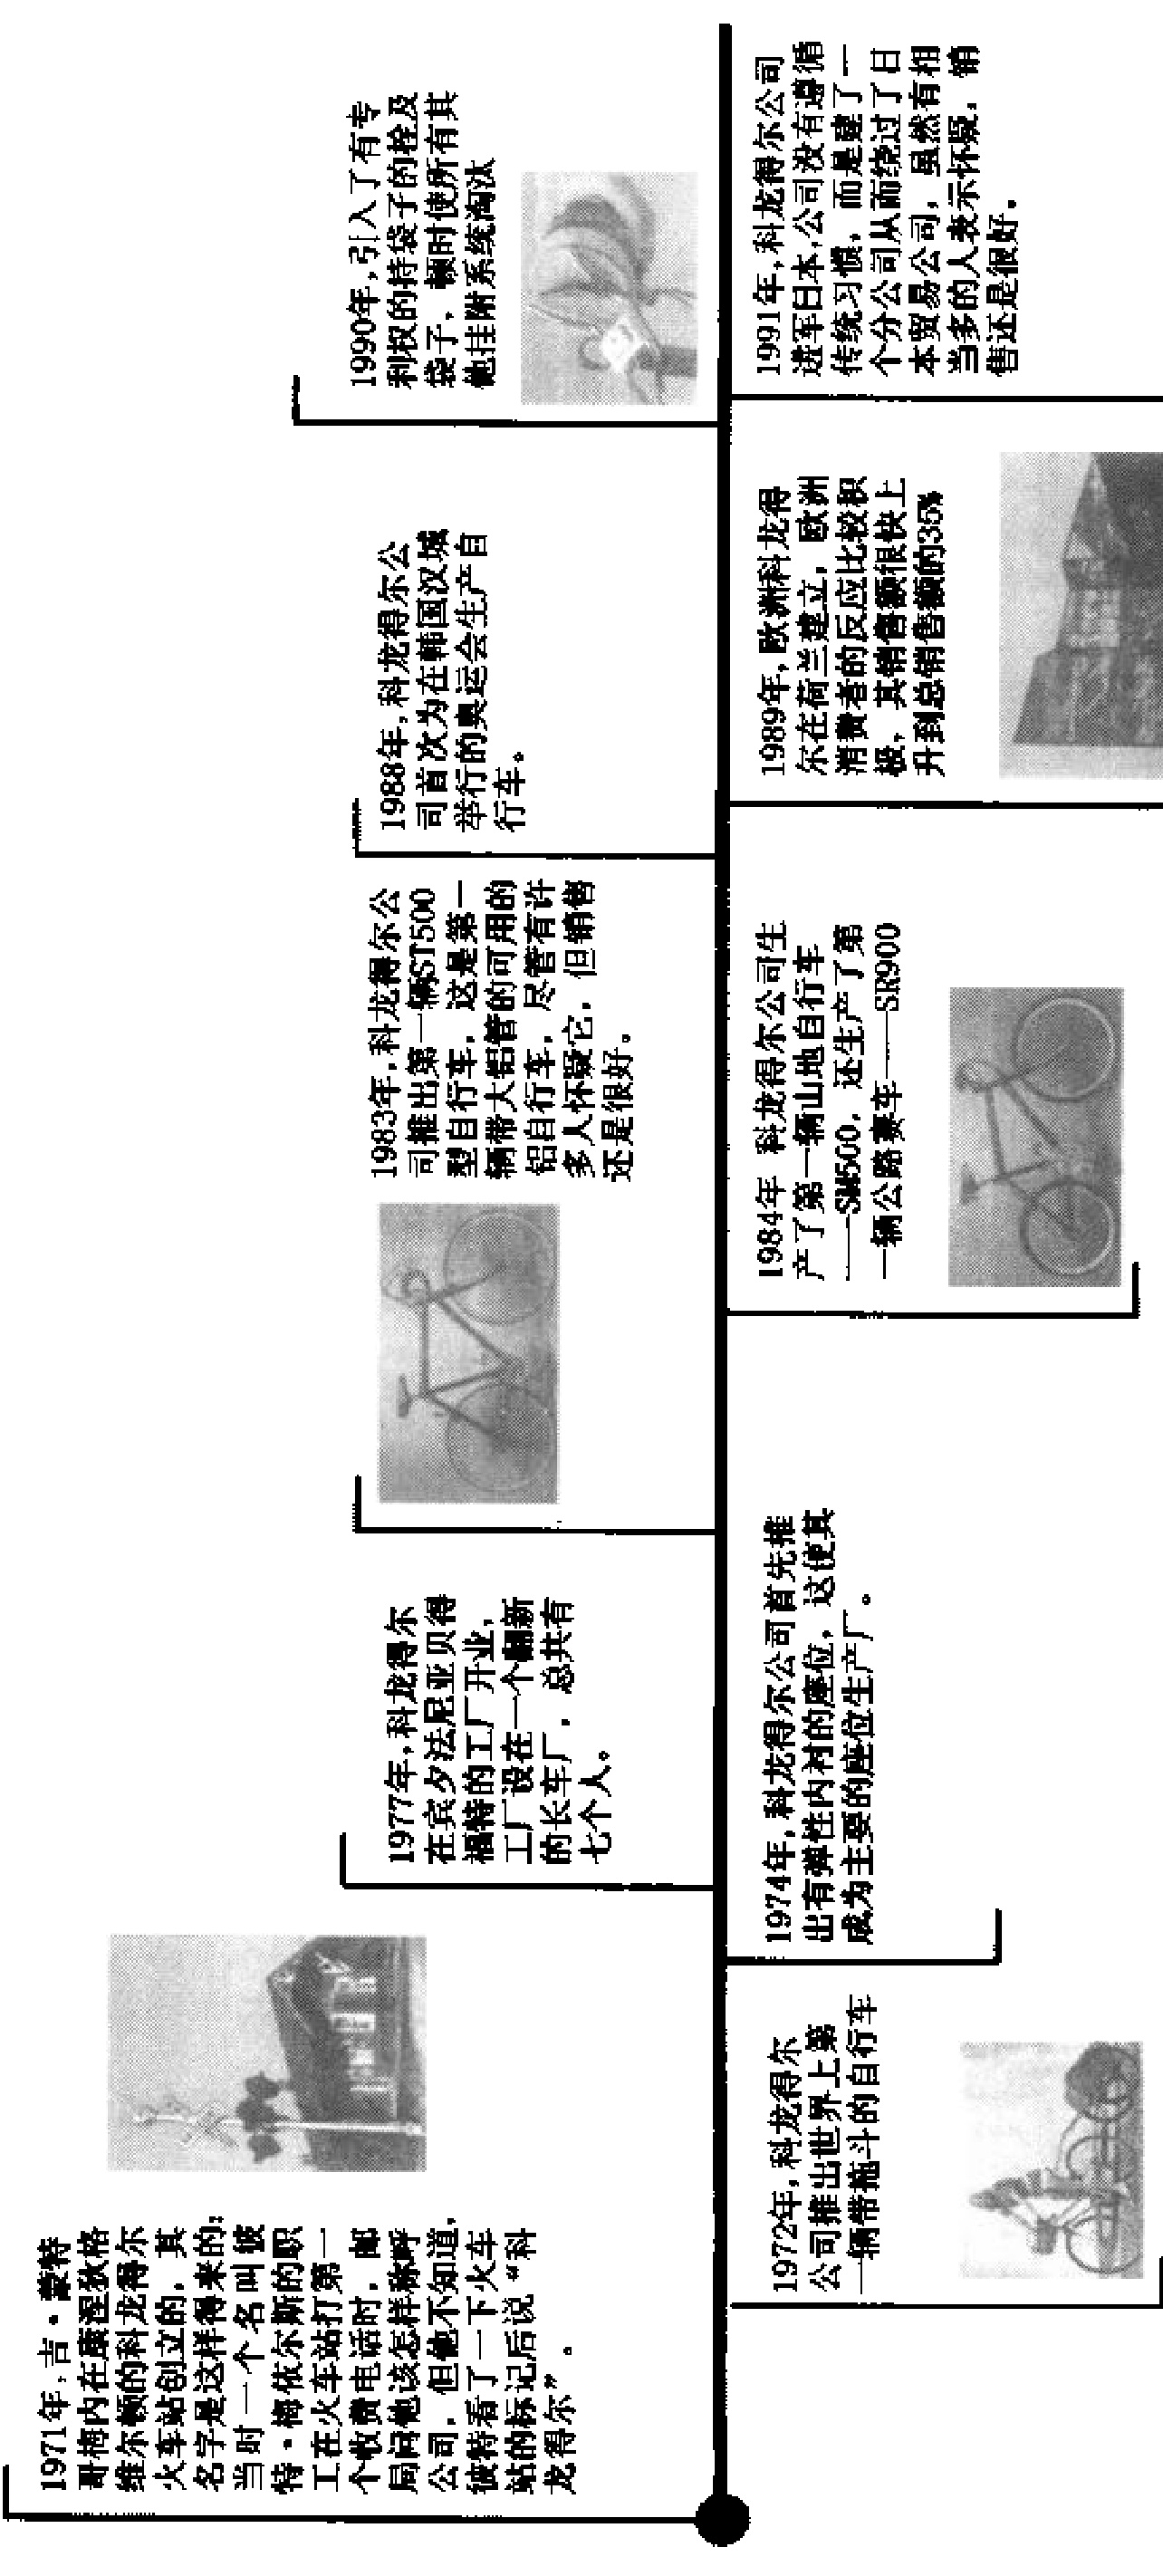 1971年,吉·蒙特
哥梅内在康涅狄格
维尔顿的科龙得尔
火车站创立的，其
名字是这样得来的:
当时一个名叫彼
特·梅依尔斯的职
工在火车站打第一
个收费电话时，邮
局问他该怎样称呼
公司，但他不知道,
彼特看了一下火车
站的标记后说“科
龙得尔”。
1972年,科龙得尔
公司推出世界上第
一辆带拖斗的自行车
1974年,科龙得尔公司首先推
出有弹性内衬的座位，这使其
成为主要的座位生产厂。
1977年,科龙得尔
在宾夕法尼亚贝得
福特的工厂开业,
工厂设在一个翻新
的长车厂，总共有
七个人。
1983年,科龙得尔公
司推出第一辆ST500
型自行车，这是第一
辆带大铝管的可用的
铝自行车，尽管有许
多人怀疑它，但销售
还是很好。
1984年 科龙得尔公司生
产了第一辆山地自行车
——SM500，还生产了第
一辆公路赛车——SR900
1988年,科龙得尔公
司首次为在韩国汉城
举行的奥运会生产自
行车。
1989年,欧洲科龙得
尔在荷兰建立，欧洲
消费者的反应比较积
极，其销售额很快上
升到总销售额的35%
1990年,引入了有专
利权的持袋子的栓及
袋子，顿时使所有其
他挂附系统淘汰
1991年,科龙得尔公司
进军日本,公司没有遵循
传统习惯，而是建了一
个分公司从而绕过了日
本贸易公司，虽然有相
当多的人表示怀疑，销
售还是很好。